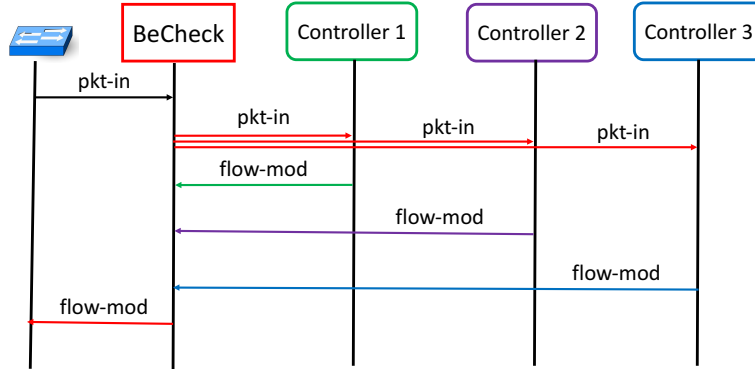 BeCheck
Controller 1
Controller 2
Controller 3
pkt-in
pkt-in
pkt-in
pkt-in
flow-mod
flow-mod
flow-mod
flow-mod